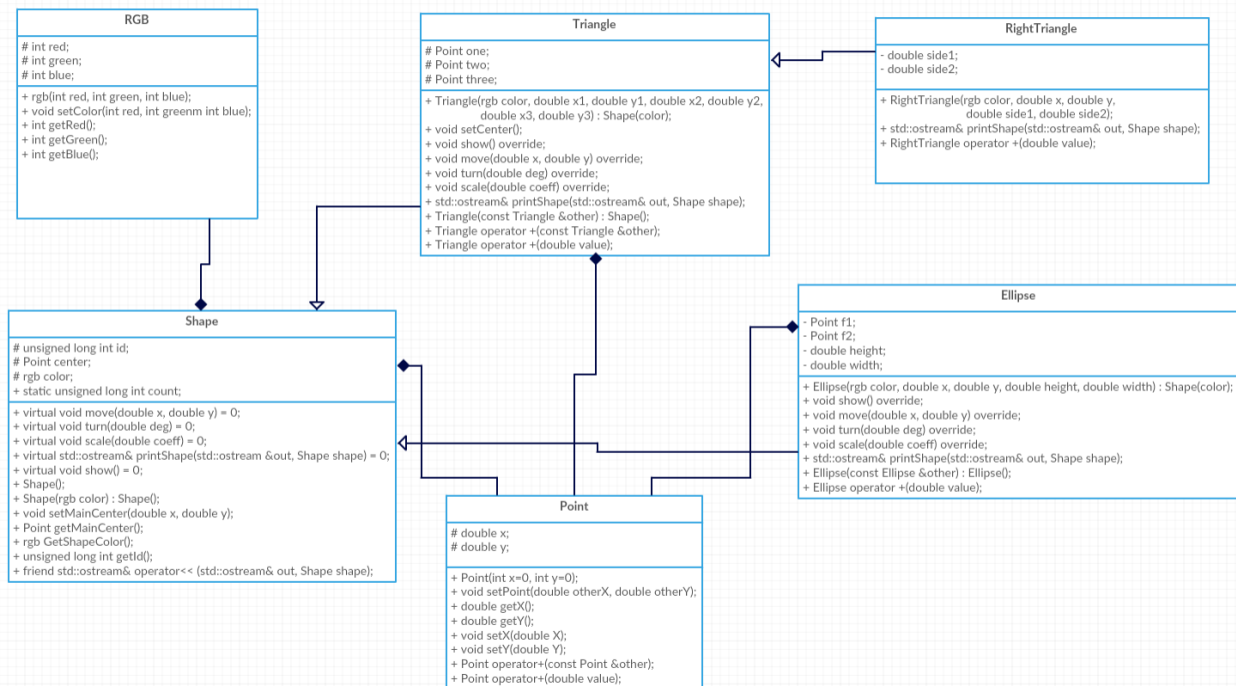 RGB
# int red;
# int green;
# int blue;
+ rgb(int red, int green, int blue);
+ void setColor(int red, int greenm int blue);
+ int getRed();
+ int getGreen();
+ int getBlue();
Triangle
# Point one;
# Point two;
# Point three;
+ Triangle(rgb color, double x1, double y1, double x2, double y2,
double x3, double y3) : Shape(color);
+ void setCenter();
+ void show() override;
+ void move(double x, double y) override;
+ void turn(double deg) override;
+ void scale(double coeff) override;
+ std::ostream& printShape(std::ostream& out, Shape shape);
+ Triangle(const Triangle &other) : Shape();
+ Triangle operator +(const Triangle &other);
+ Triangle operator +(double value);
RightTriangle
- double side1;
- double side2;
+ RightTriangle(rgb color, double x, double y,
double side1, double side2);
+ std::ostream& printShape(std::ostream& out, Shape shape);
+ RightTriangle operator +(double value);
Shape
# unsigned long int id;
# Point center;
# rgb color;
+ static unsigned long int count;
+ virtual void move(double x, double y) = 0;
+ virtual void turn(double deg) = 0;
+ virtual void scale(double coeff) = 0;
+ virtual std::ostream& printShape(std::ostream &out, Shape shape) = 0;
+ virtual void show() = 0;
+ Shape();
+ Shape(rgb color) : Shape();
+ void setMainCenter(double x, double y);
+ Point getMainCenter();
+ rgb GetShapeColor();
+ unsigned long int getId();
+ friend std::ostream& operator<< (std::ostream& out, Shape shape);
Ellipse
- Point f1;
- Point f2;
- double height;
- double width;
+ Ellipse(rgb color, double x, double y, double height, double width) : Shape(color);
+ void show() override;
+ void move(double x, double y) override;
+ void turn(double deg) override;
+ void scale(double coeff) override;
+ std::ostream& printShape(std::ostream& out, Shape shape);
+ Ellipse(const Ellipse &other) : Ellipse();
+ Ellipse operator +(double value);
Point
# double x;
# double y;
+ Point(int x=0, int y=0);
+ void setPoint(double otherX, double otherY);
+ double getX();
+ double getY();
+ void setX(double X);
+ void setY(double Y);
+ Point operator+(const Point &other);
+ Point operator+(double value);